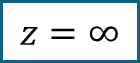 z = ∞